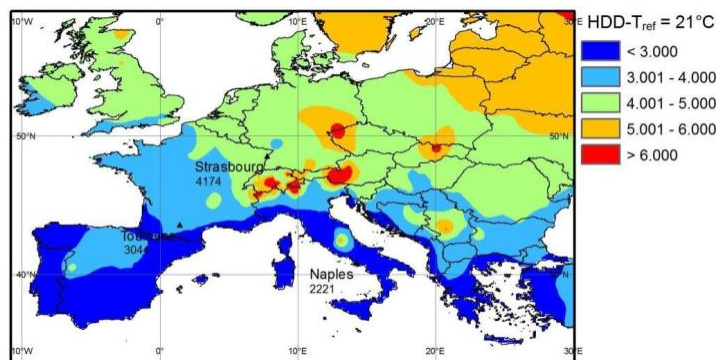 HDD-Tref = 21°C
< 3.000
3.001 - 4.000
4.001 - 5.000
5.001 - 6.000
> 6.000
10°W
0°
10°E
20°E
30°E
50°N
50°N
Strasbourg
4174
Toulouse
3044
40°N
Naples
2221
40°N
10°W
0°
10°E
20°E
30°E